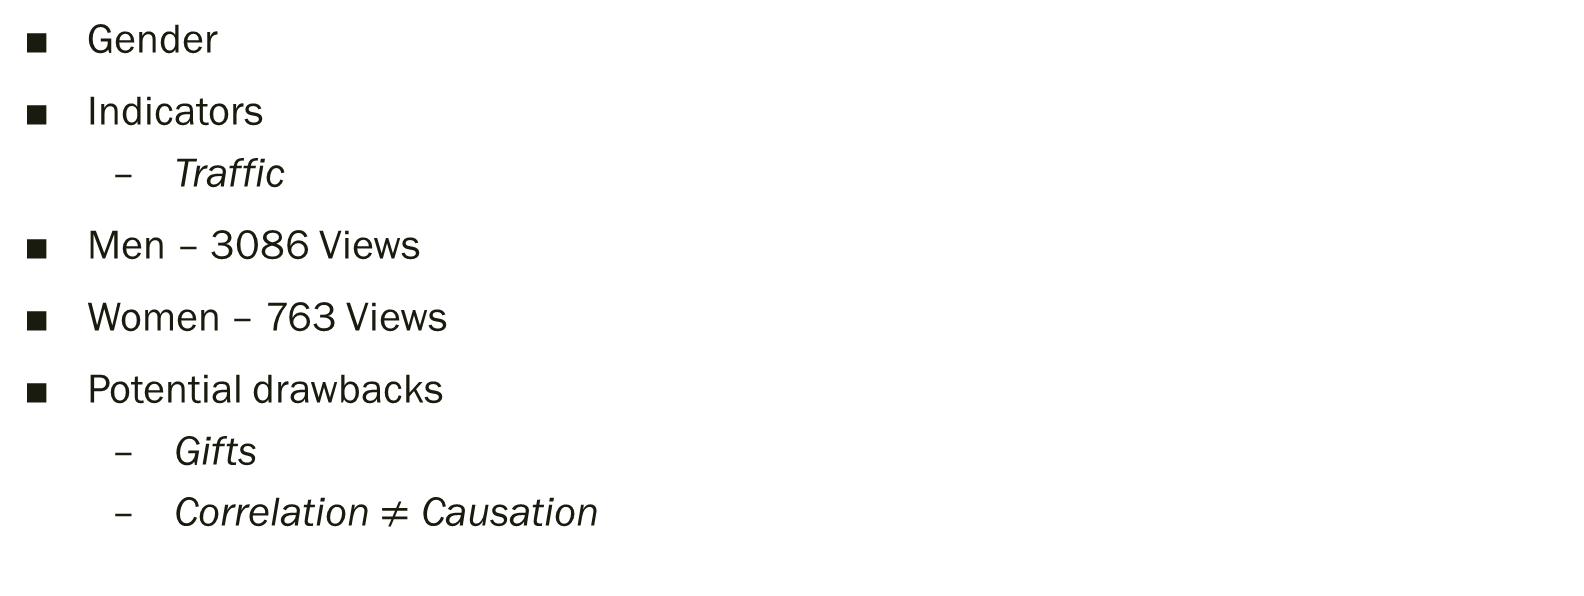 ■ Gender
■ Indicators
– Traffic
■ Men – 3086 Views
■ Women – 763 Views
■ Potential drawbacks
– Gifts
– Correlation ≠ Causation